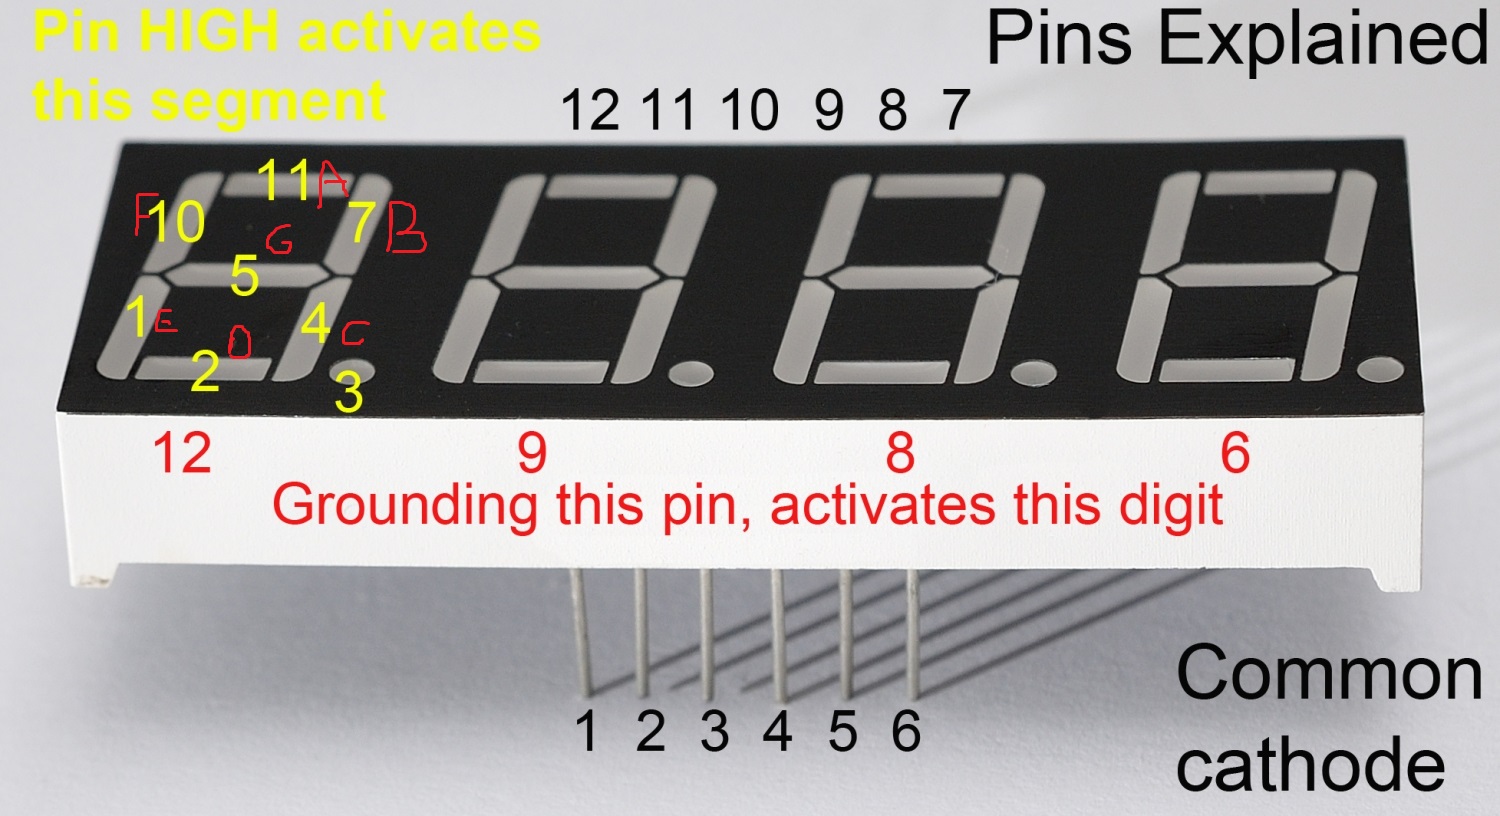 Pin HIGH activates
this segment
Pins Explained
12 11 10 9 8 7
11 A
F 10
7 B
G
5
1 E
4 C
D
2
3
12 9 8 6
Grounding this pin, activates this digit
1 2 3 4 5 6
Common
cathode